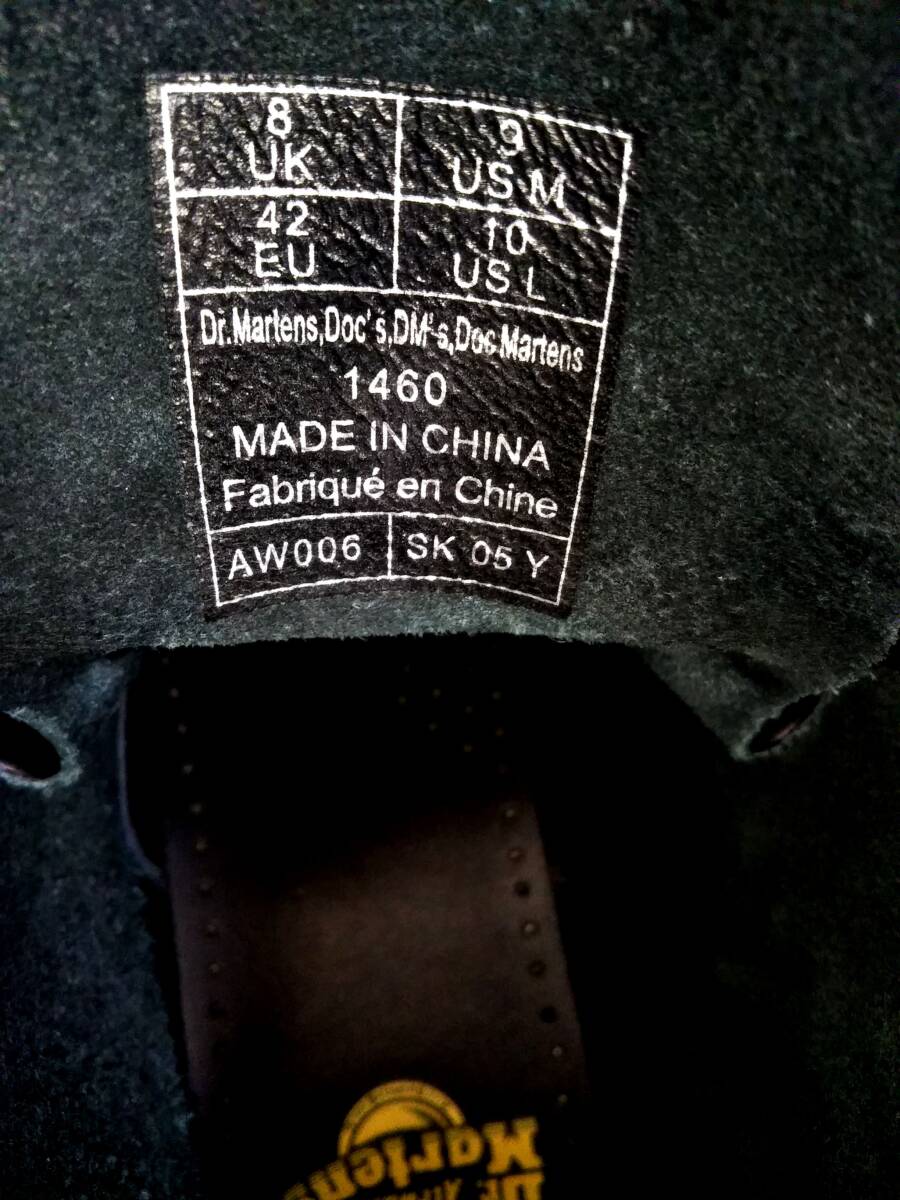 8
UK
9
US M
42
EU
10
US L
Dr.Martens,Doc's,DM's,Doc Martens
1460
MADE IN CHINA
Fabriqué en Chine
AW006
SK 05 Y
Dr.
Martens